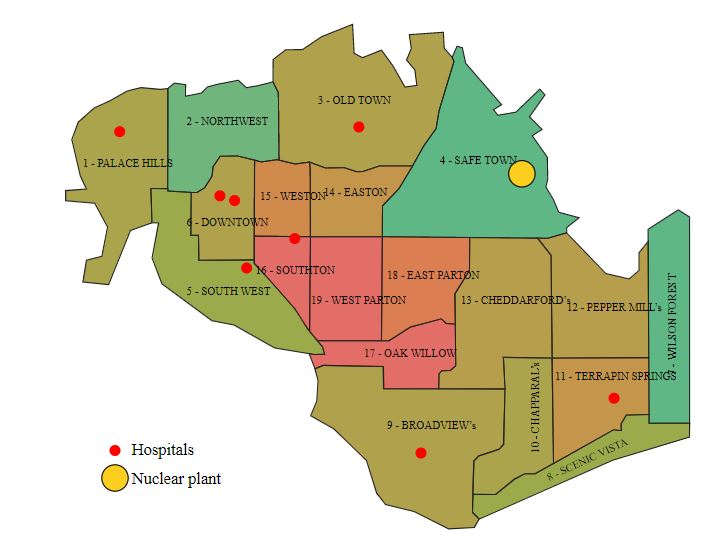 3 - OLD TOWN
2 - NORTHWEST
1 - PALACE HILLS
4 - SAFE TOWN
15 - WESTON
14 - EASTON
6 - DOWNTOWN
16 - SOUTHTON
18 - EAST PARTON
5 - SOUTH WEST
19 - WEST PARTON
13 - CHEDDARFORD's
12 - PEPPER MILL's
7 - WILSON FOREST
17 - OAK WILLOW
11 - TERRAPIN SPRINGS
10 - CHAPPARAL's
9 - BROADVIEW's
8 - SCENIC VISTA
Hospitals
Nuclear plant